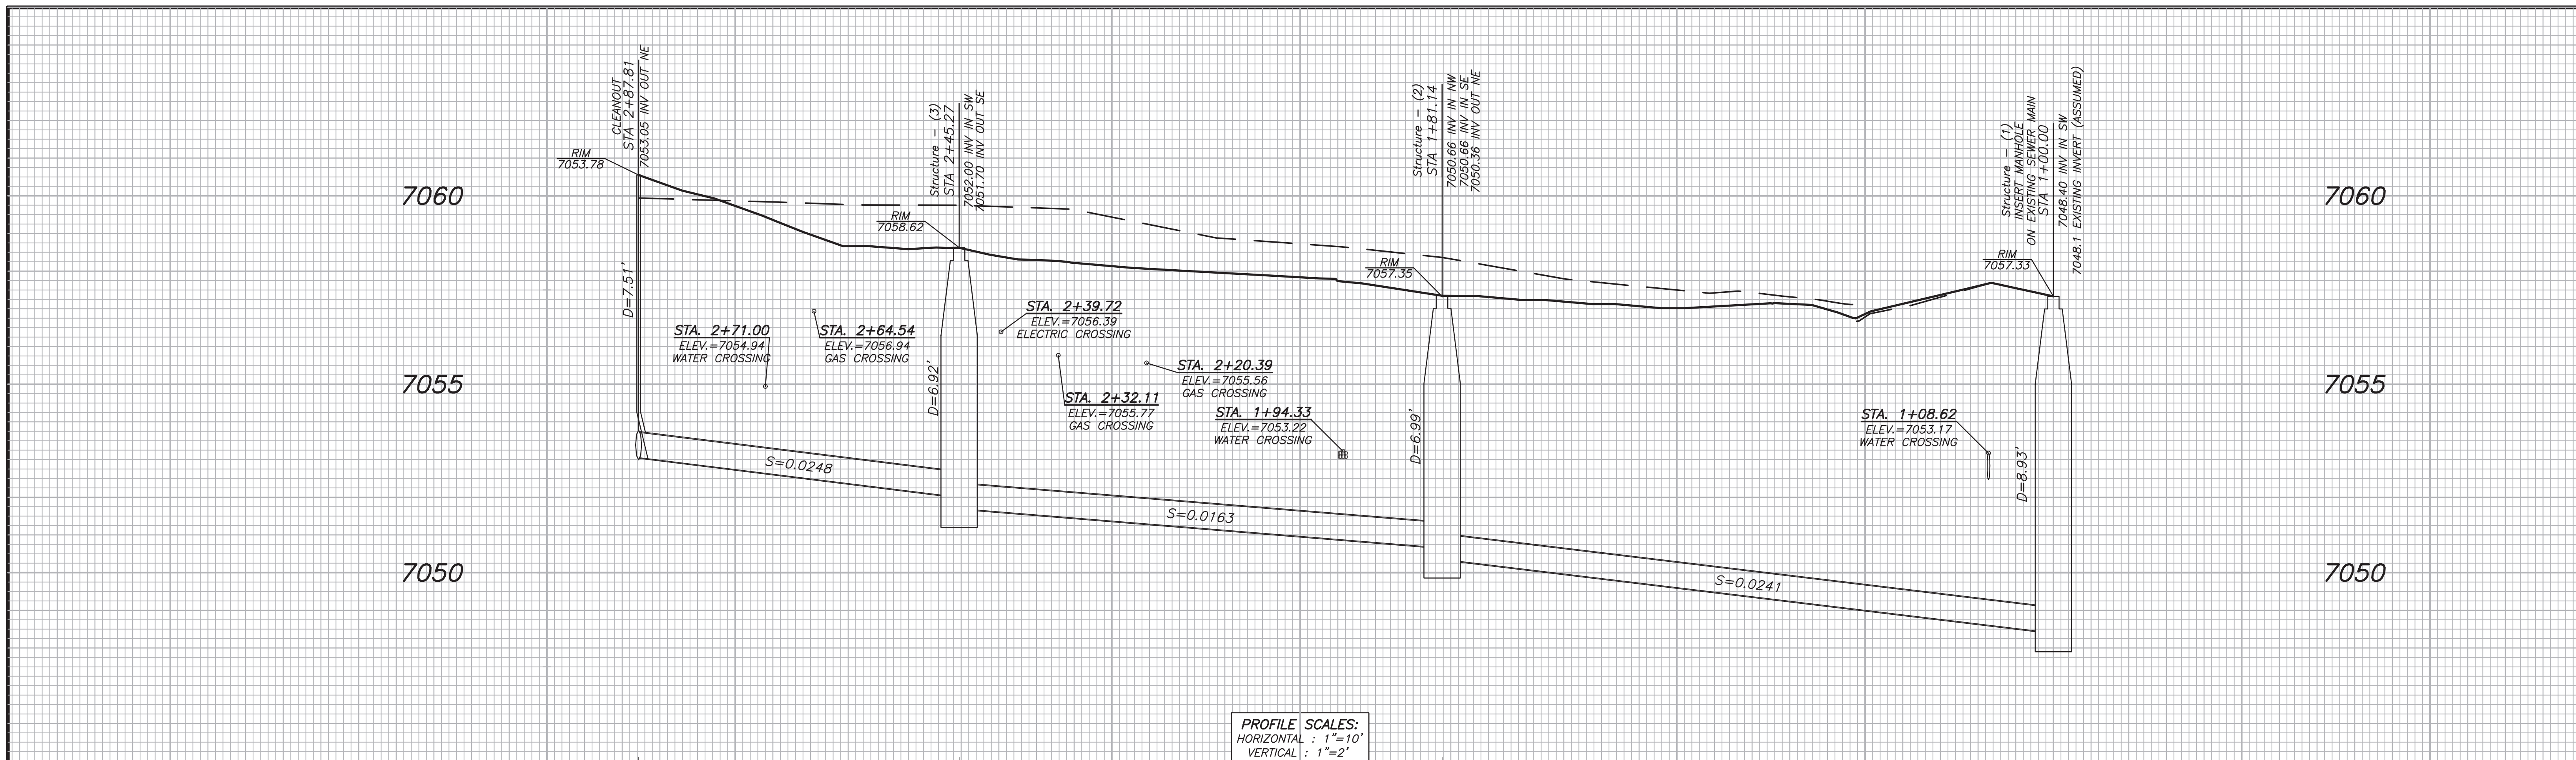 CLEANOUT
STA 2+87.81
7053.05 INV OUT NE
RIM
7053.78
D=7.51'
Structure - (3)
STA 2+45.27
7052.00 INV IN SW
7051.70 INV OUT SE
RIM
7058.62
D=6.92'
Structure - (2)
STA 1+81.14
7050.66 INV IN NW
7050.66 INV IN SE
7050.36 INV OUT NE
RIM
7057.35
D=6.99'
Structure - (1)
INSERT MANHOLE
ON EXISTING SEWER MAIN
STA 1+00.00
7048.40 INV IN SW
7048.1 EXISTING INVERT (ASSUMED)
RIM
7057.33
D=8.93'
7060
7060
7055
7055
7050
7050
STA. 2+71.00
ELEV.=7054.94
WATER CROSSING
STA. 2+64.54
ELEV.=7056.94
GAS CROSSING
STA. 2+39.72
ELEV.=7056.39
ELECTRIC CROSSING
STA. 2+32.11
ELEV.=7055.77
GAS CROSSING
STA. 2+20.39
ELEV.=7055.56
GAS CROSSING
STA. 1+94.33
ELEV.=7053.22
WATER CROSSING
STA. 1+08.62
ELEV.=7053.17
WATER CROSSING
S=0.0248
S=0.0163
S=0.0241
PROFILE SCALES:
HORIZONTAL : 1"=10'
VERTICAL : 1"=2'